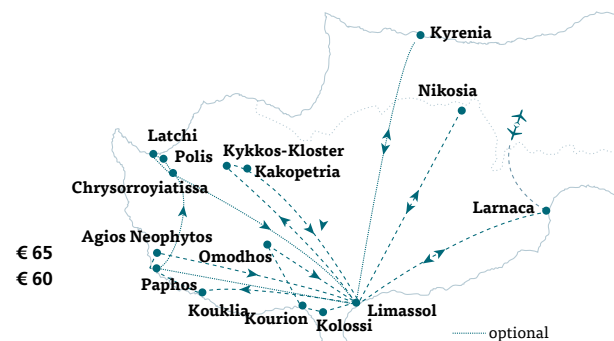 Kyrenia
Nikosia
Latchi
Polis
Kykkos-Kloster
Kakopetria
Chrysorroyiatissa
Larnaca
Agios Neophytos
€ 65
Omodhos
€ 60
Paphos
Kouklia
Kourion
Kolossi
Limassol
optional